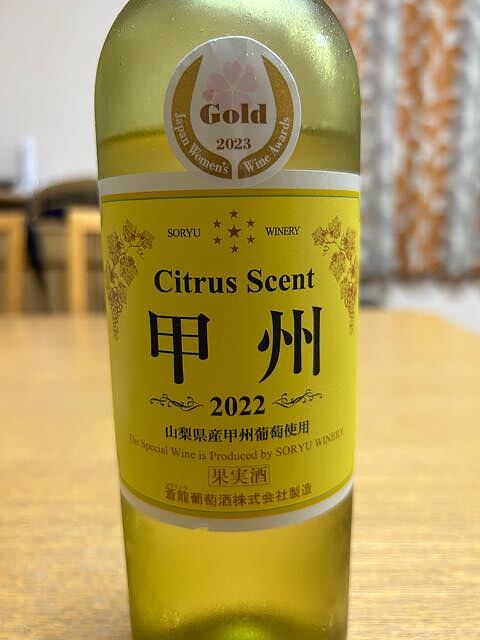 Gold
2023
Japan Women's Wine Awards
SORYU WINERY
Citrus Scent
甲州
2022
山梨県産甲州葡萄使用
The Special Wine is Produced by SORYU WINERY
果実酒
蒼龍葡萄酒株式会社製造